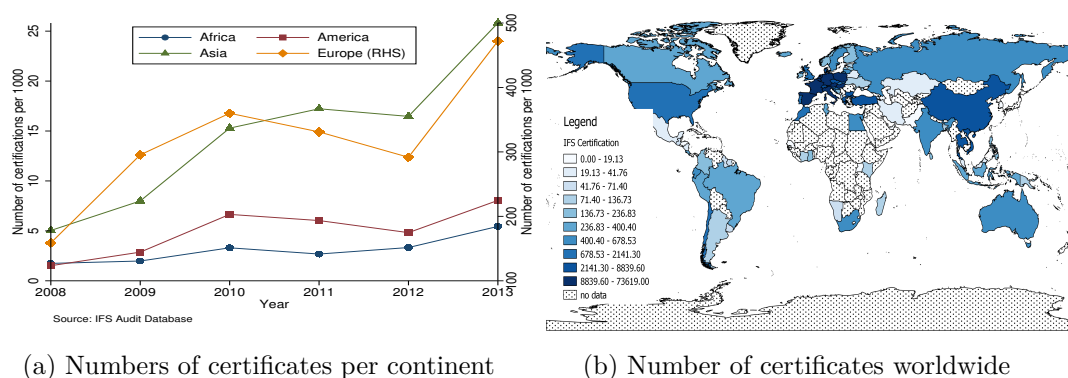 Africa America
Asia Europe (RHS)
Number of certifications per 1000
0 5 10 15 20 25
Number of certifications per 1000
100 200 300 400 500
2008 2009 2010 2011 2012 2013
Year
Source: IFS Audit Database
(a) Numbers of certificates per continent
Legend
IFS Certification
0.00 - 19.13
19.13 - 41.76
41.76 - 71.40
71.40 - 136.73
136.73 - 236.83
236.83 - 400.40
400.40 - 678.53
678.53 - 2141.30
2141.30 - 8839.60
8839.60 - 73619.00
no data
(b) Number of certificates worldwide